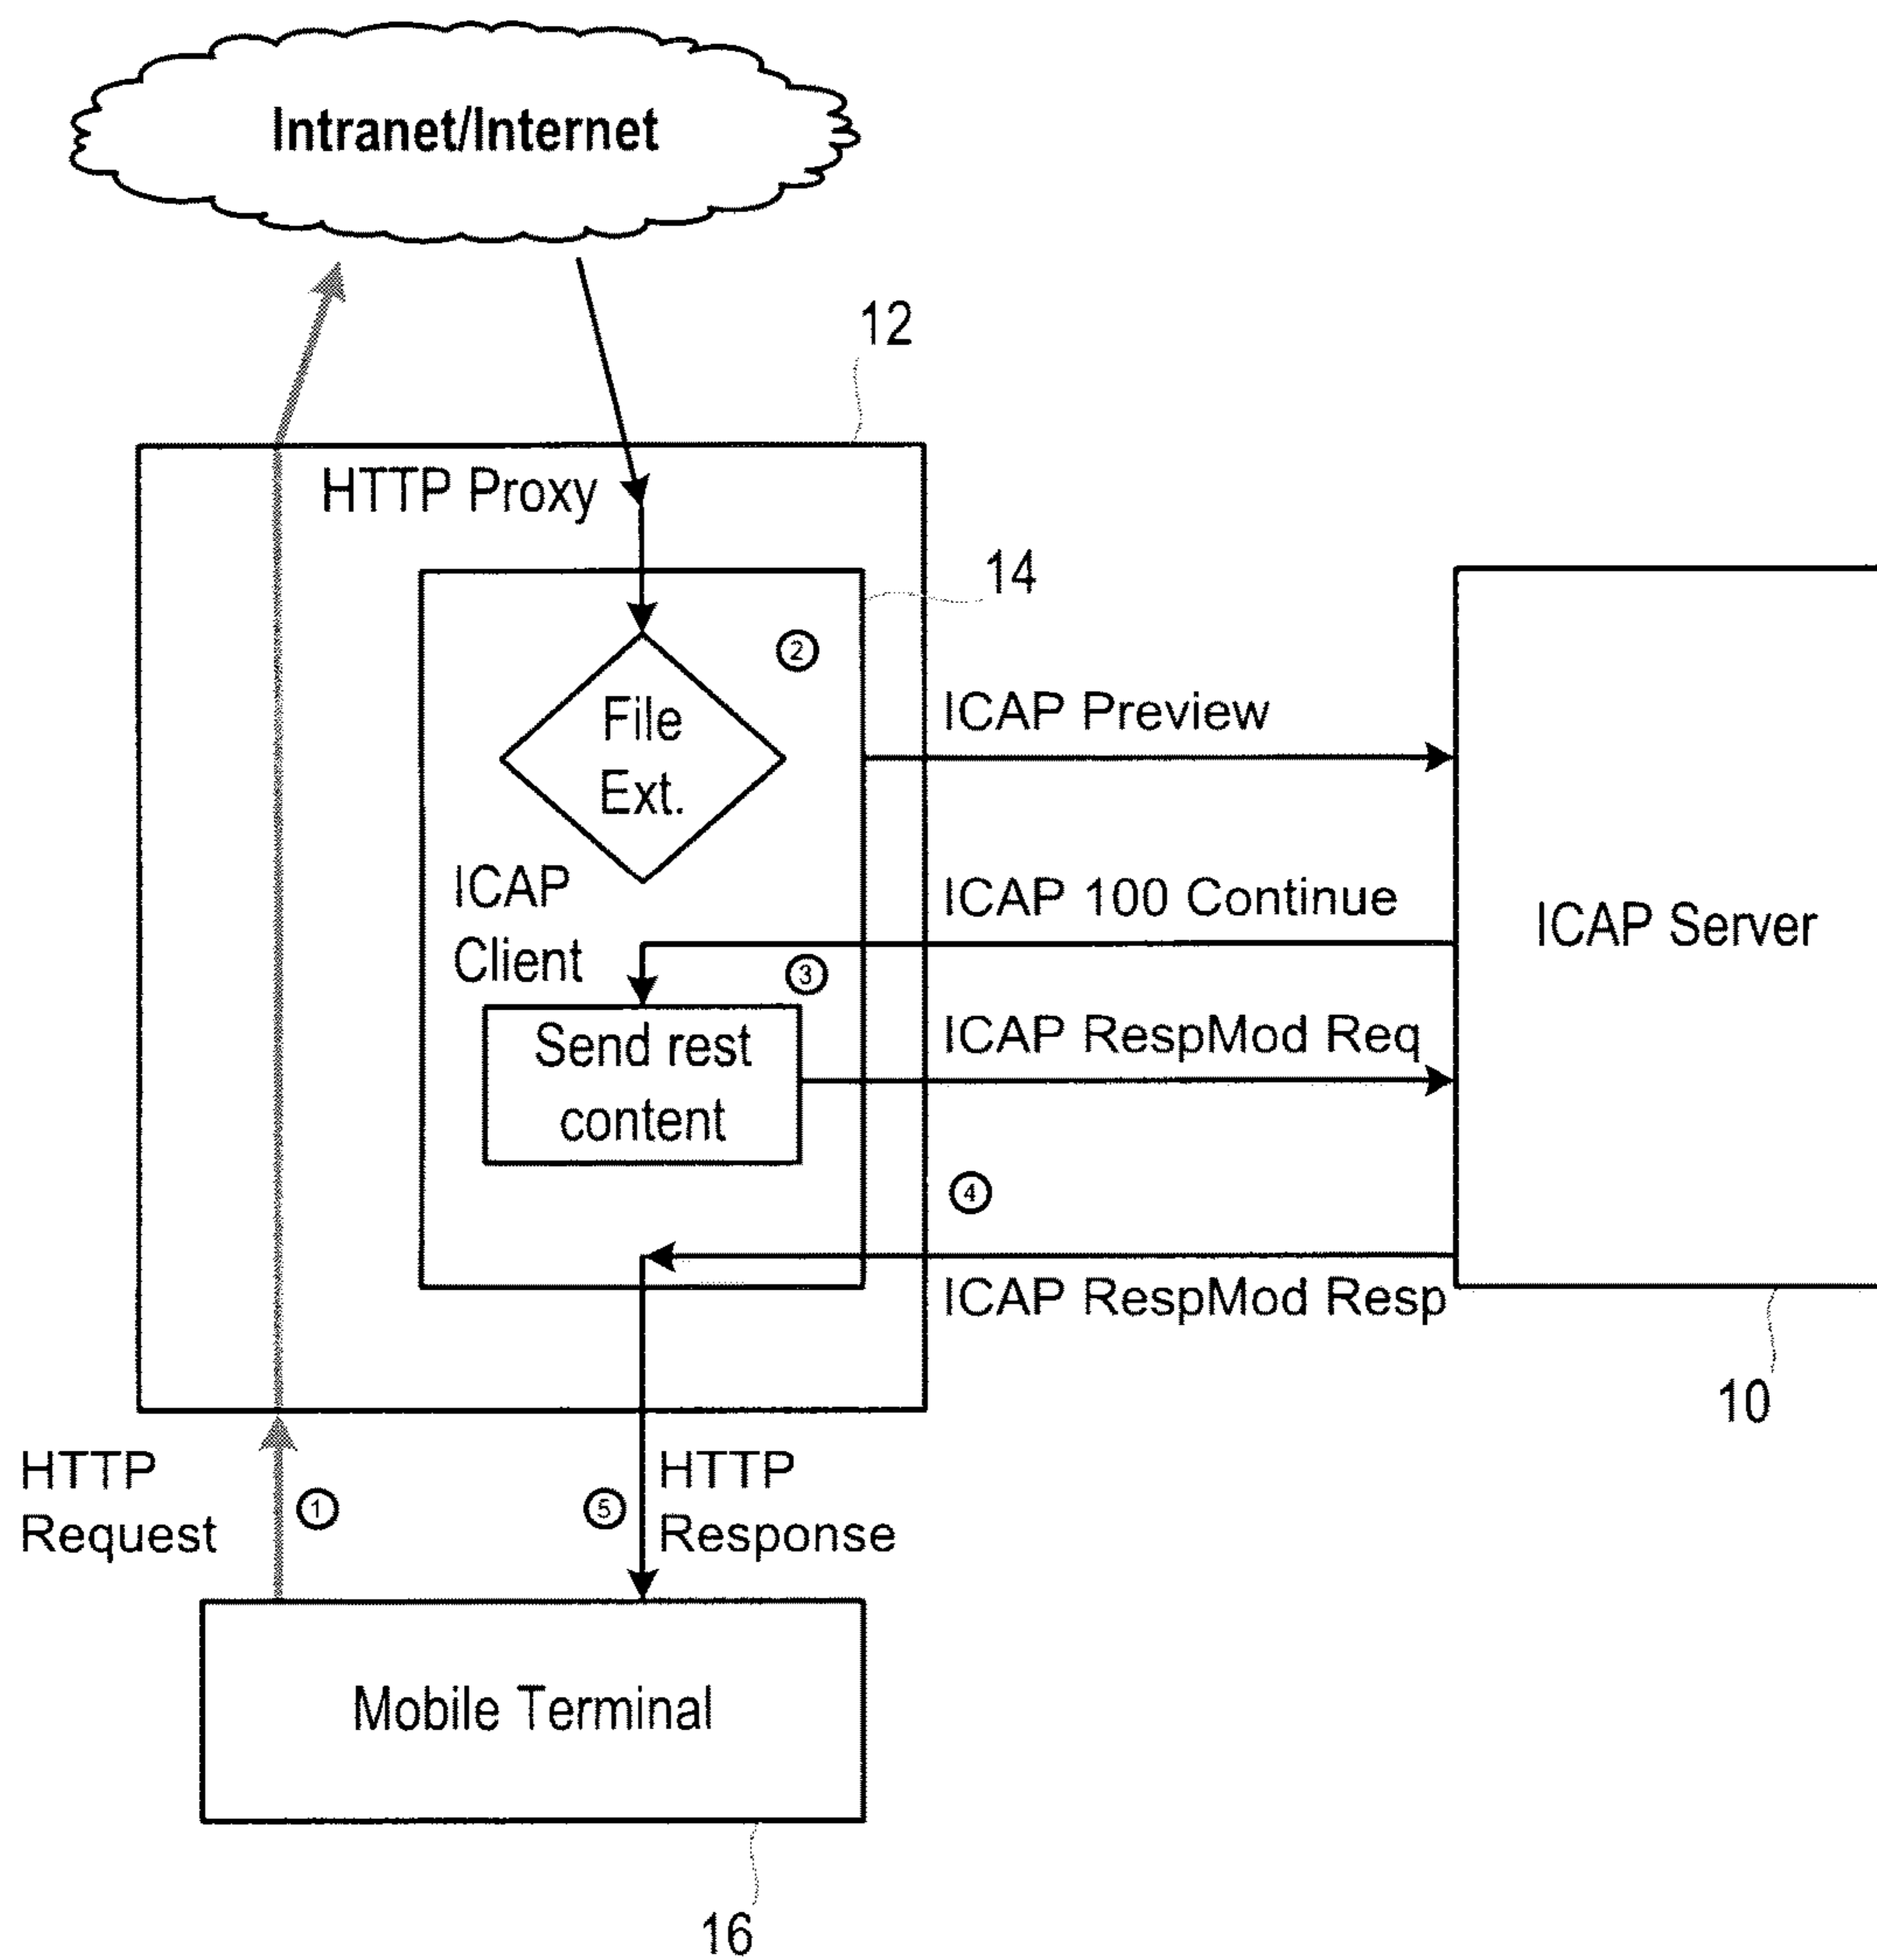 Intranet/Internet
12
HTTP Proxy
14
②
File
Ext.
ICAP Preview
ICAP
Client
ICAP 100 Continue
ICAP Server
③
Send rest
content
ICAP RespMod Req
④
ICAP RespMod Resp
10
HTTP
Request
①
⑤
HTTP
Response
Mobile Terminal
16